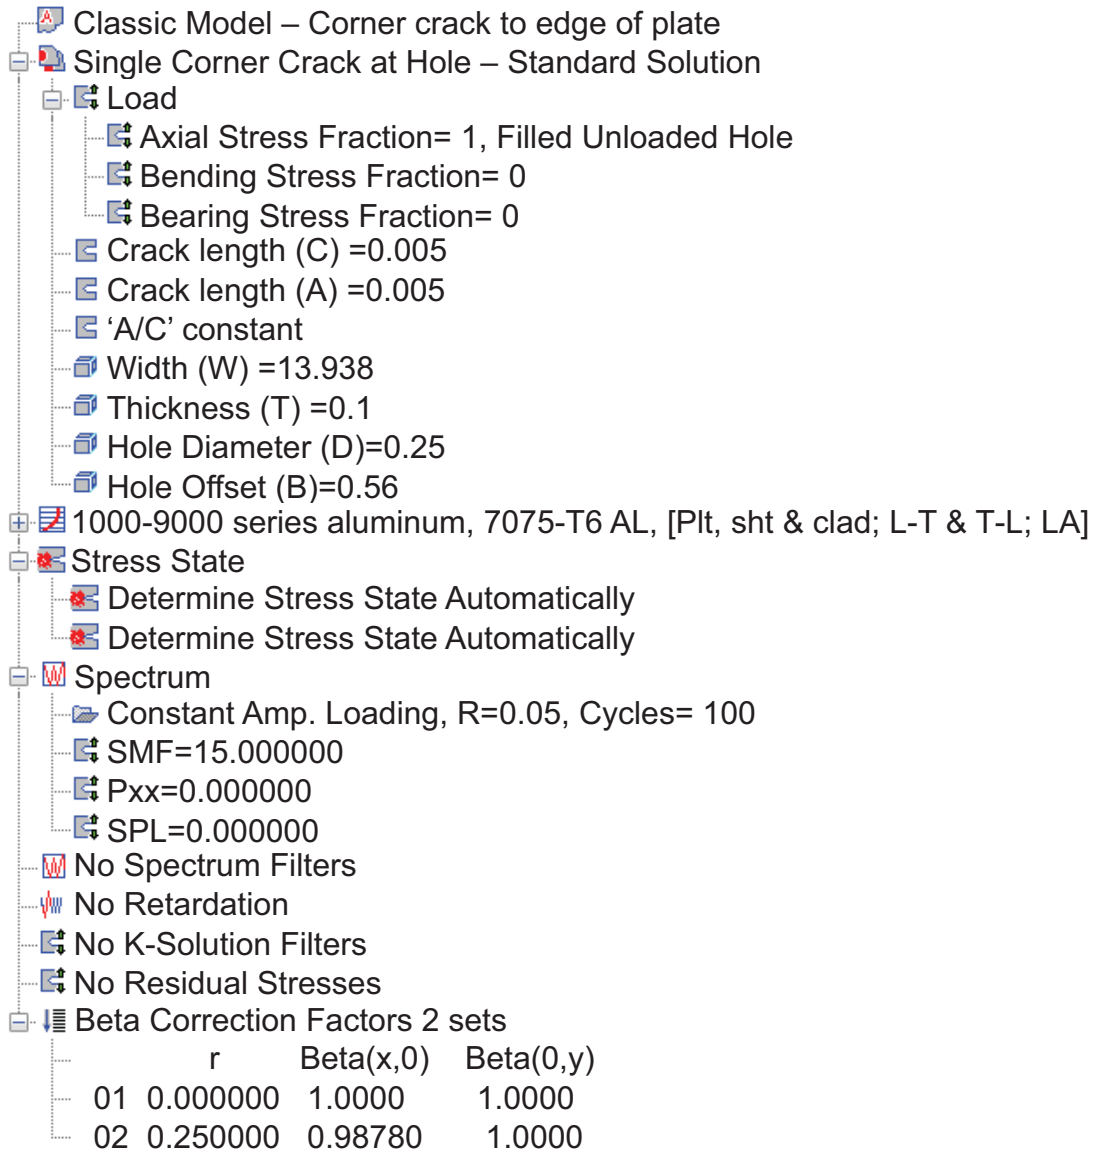 Classic Model – Corner crack to edge of plate
Single Corner Crack at Hole – Standard Solution
Load
Axial Stress Fraction= 1, Filled Unloaded Hole
Bending Stress Fraction= 0
Bearing Stress Fraction= 0
Crack length (C) =0.005
Crack length (A) =0.005
‘A/C’ constant
Width (W) =13.938
Thickness (T) =0.1
Hole Diameter (D)=0.25
Hole Offset (B)=0.56
1000-9000 series aluminum, 7075-T6 AL, [Plt, sht & clad; L-T & T-L; LA]
Stress State
Determine Stress State Automatically
Determine Stress State Automatically
Spectrum
Constant Amp. Loading, R=0.05, Cycles= 100
SMF=15.000000
Pxx=0.000000
SPL=0.000000
No Spectrum Filters
No Retardation
No K-Solution Filters
No Residual Stresses
Beta Correction Factors 2 sets
r Beta(x,0) Beta(0,y)
01 0.000000 1.0000 1.0000
02 0.250000 0.98780 1.0000